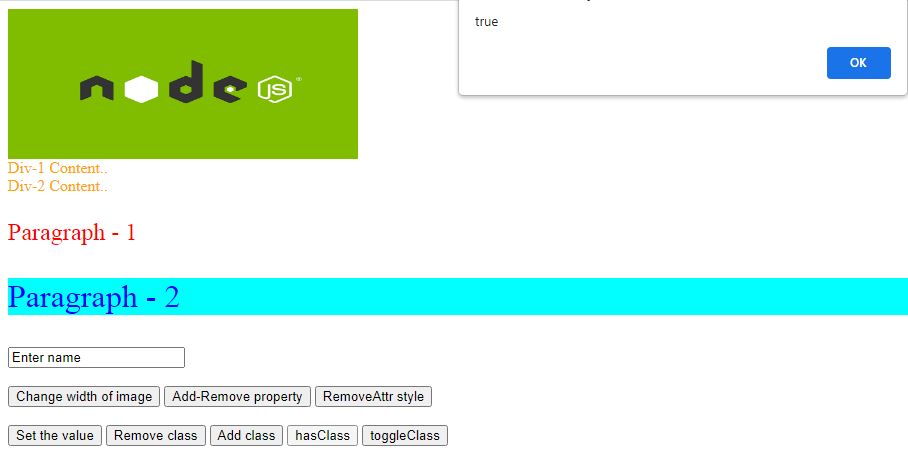 true
OK
node JS ®
Div-1 Content..
Div-2 Content..
Paragraph - 1
Paragraph - 2
Enter name
Change width of image Add-Remove property RemoveAttr style
Set the value Remove class Add class hasClass toggleClass